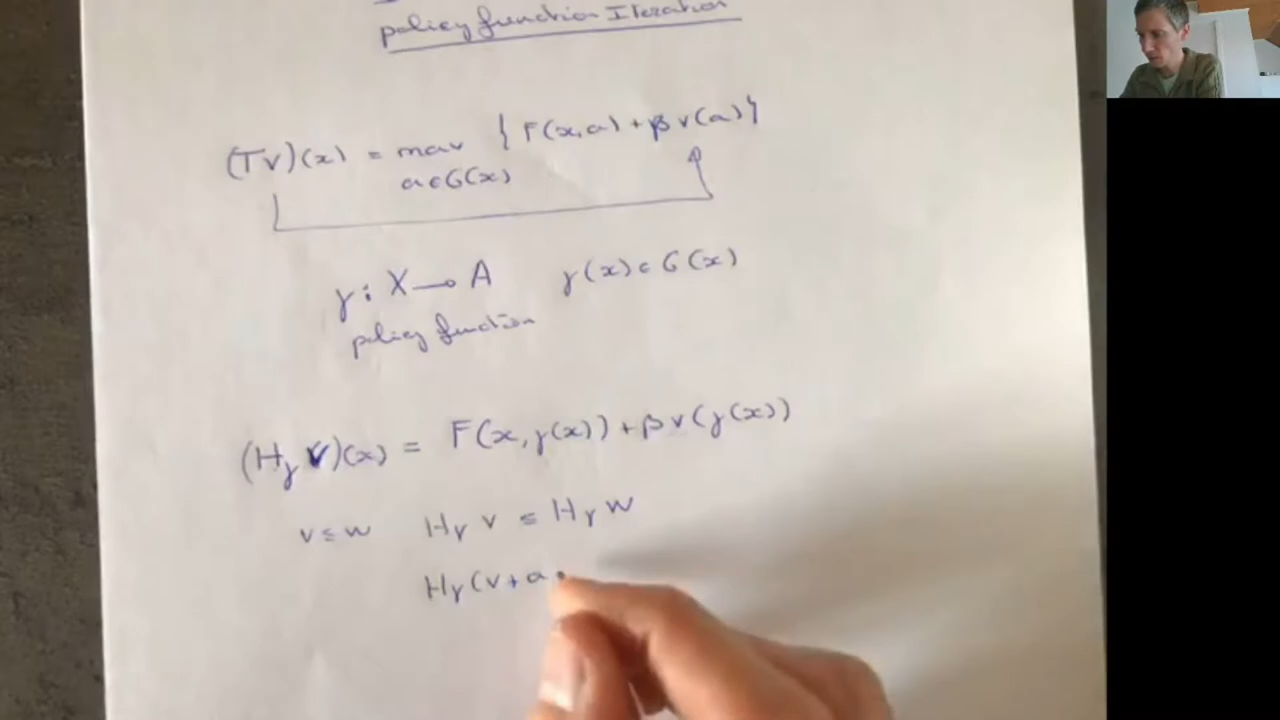 policy function Iteration
(Tv)(x) = max { F(x,a) + β v(a) }
a∈G(x)
γ: X → A γ(x) ∈ G(x)
policy function
(Hγ v)(x) = F(x,γ(x)) + β v(γ(x))
v ≤ w Hγ v ≤ Hγ w
Hγ(v+a